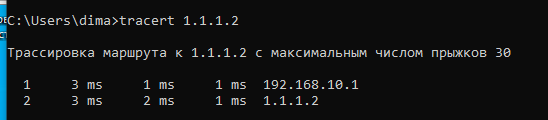 C:\Users\dima>tracert 1.1.1.2
Трассировка маршрута к 1.1.1.2 с максимальным числом прыжков 30
1 3 ms 1 ms 1 ms 192.168.10.1
2 3 ms 2 ms 1 ms 1.1.1.2